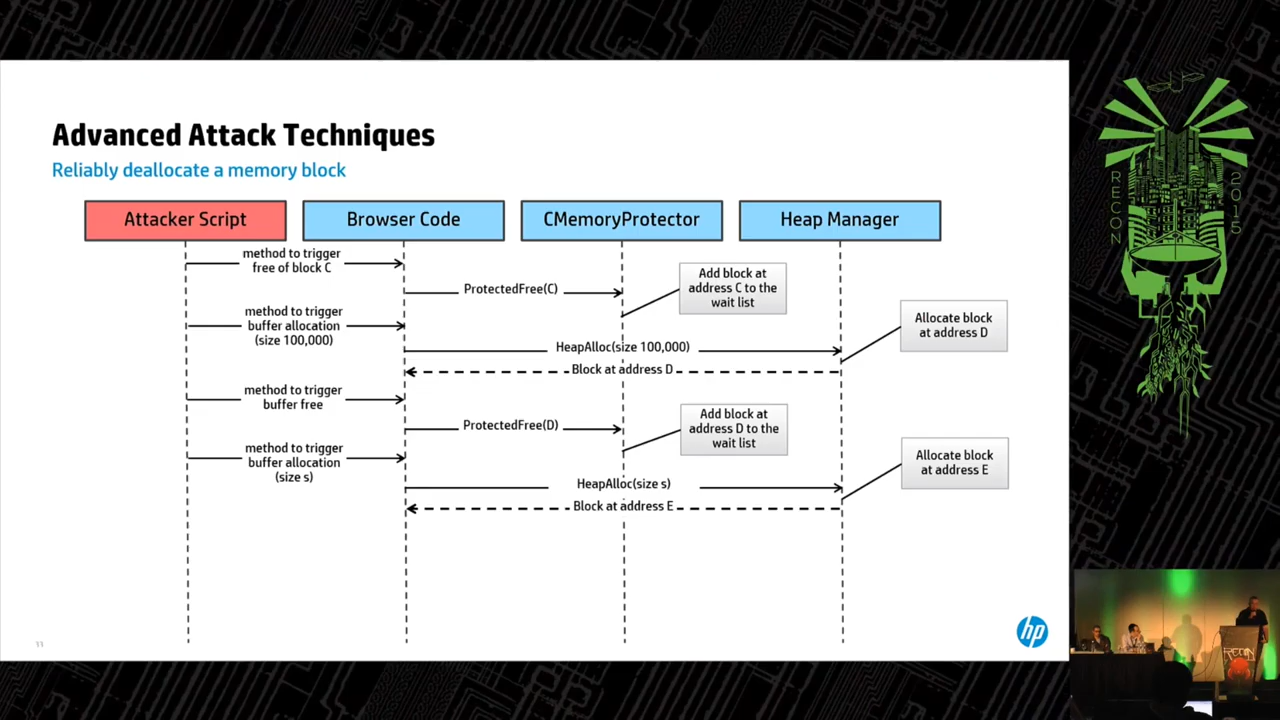 Advanced Attack Techniques
Reliably deallocate a memory block
Attacker Script
Browser Code
CMemoryProtector
Heap Manager
method to trigger
free of block C
ProtectedFree(C)
Add block at
address C to the
wait list
method to trigger
buffer allocation
(size 100,000)
HeapAlloc(size 100,000)
Allocate block
at address D
Block at address D
method to trigger
buffer free
ProtectedFree(D)
Add block at
address D to the
wait list
method to trigger
buffer allocation
(size s)
HeapAlloc(size s)
Allocate block
at address E
Block at address E
11
hp
RECON
2015
RECON